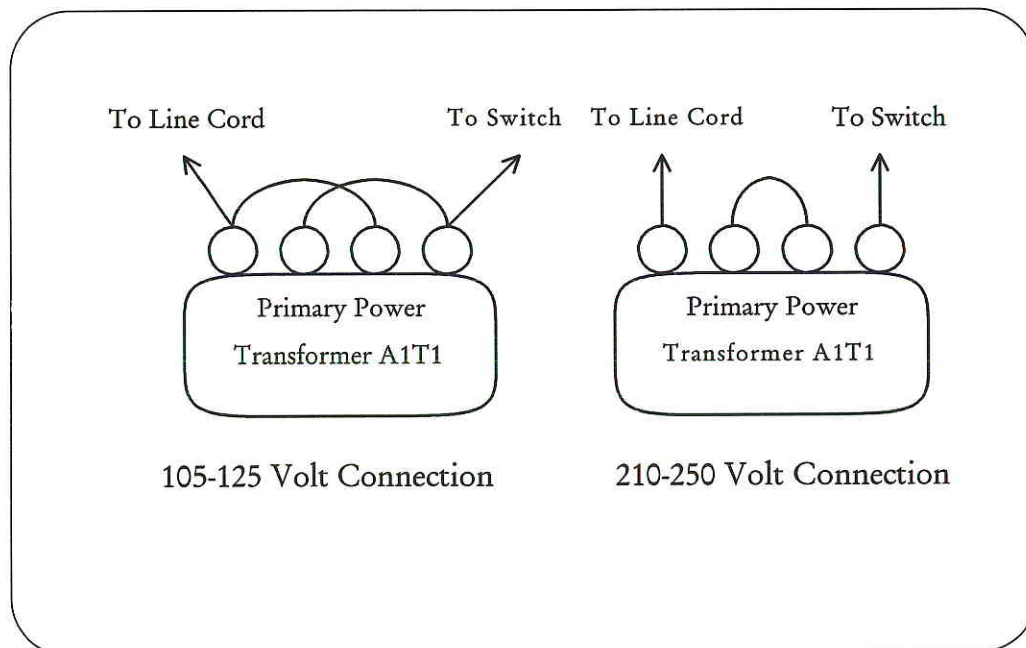 To Line Cord
To Switch
To Line Cord
To Switch
Primary Power
Transformer A1T1
Primary Power
Transformer A1T1
105-125 Volt Connection
210-250 Volt Connection